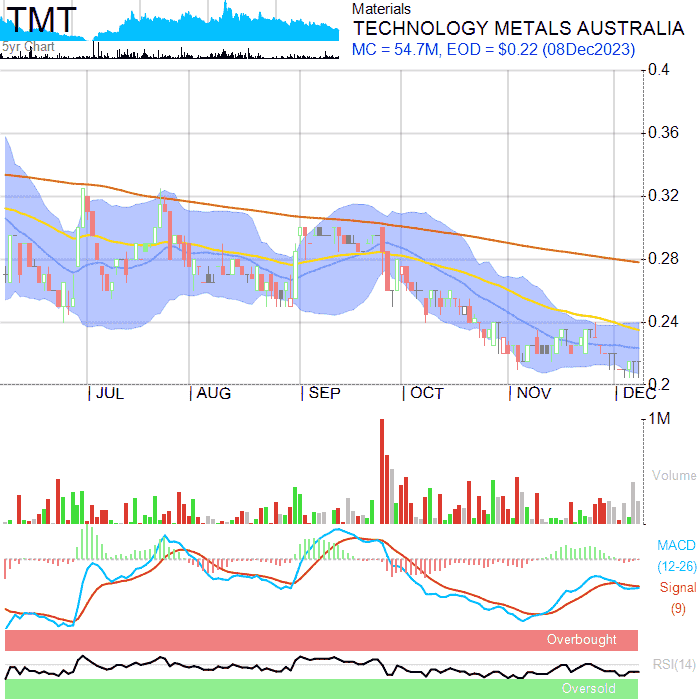 TMT
5yr Chart
Materials
TECHNOLOGY METALS AUSTRALIA
MC = 54.7M, EOD = $0.22 (08Dec2023)
0.4
0.36
0.32
0.28
0.24
0.2
JUL AUG SEP OCT NOV DEC
1M
Volume
MACD
(12-26)
Signal
(9)
Overbought
RSI(14)
Oversold